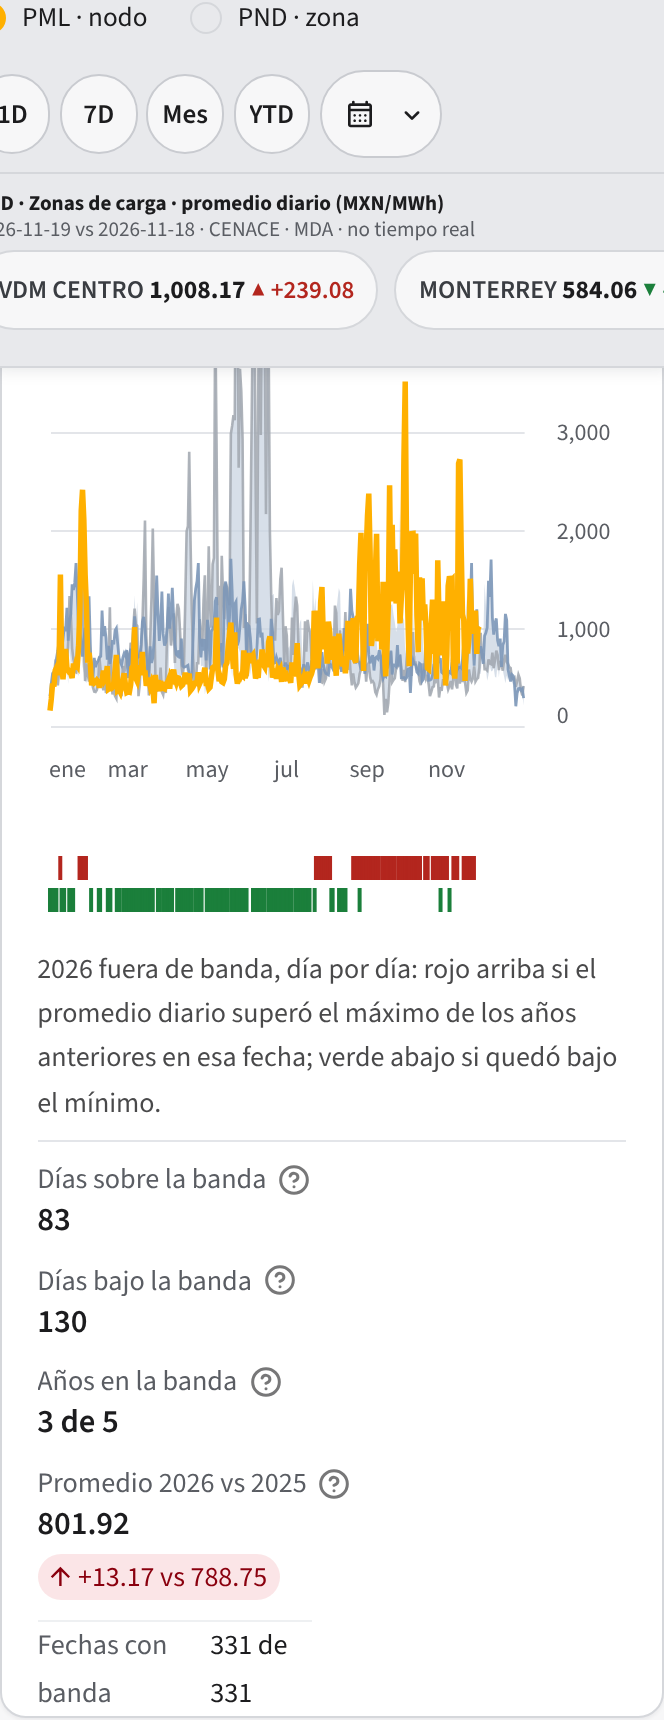 PML · nodo PND · zona
1D 7D Mes YTD
D · Zonas de carga · promedio diario (MXN/MWh)
26-11-19 vs 2026-11-18 · CENACE · MDA · no tiempo real
VDM CENTRO 1,008.17 ▲ +239.08 MONTERREY 584.06 ▼
3,000
2,000
1,000
0
ene mar may jul sep nov
2026 fuera de banda, día por día: rojo arriba si el
promedio diario superó el máximo de los años
anteriores en esa fecha; verde abajo si quedó bajo
el mínimo.
Días sobre la banda ?
83
Días bajo la banda ?
130
Años en la banda ?
3 de 5
Promedio 2026 vs 2025 ?
801.92
↑ +13.17 vs 788.75
Fechas con 331 de
banda 331